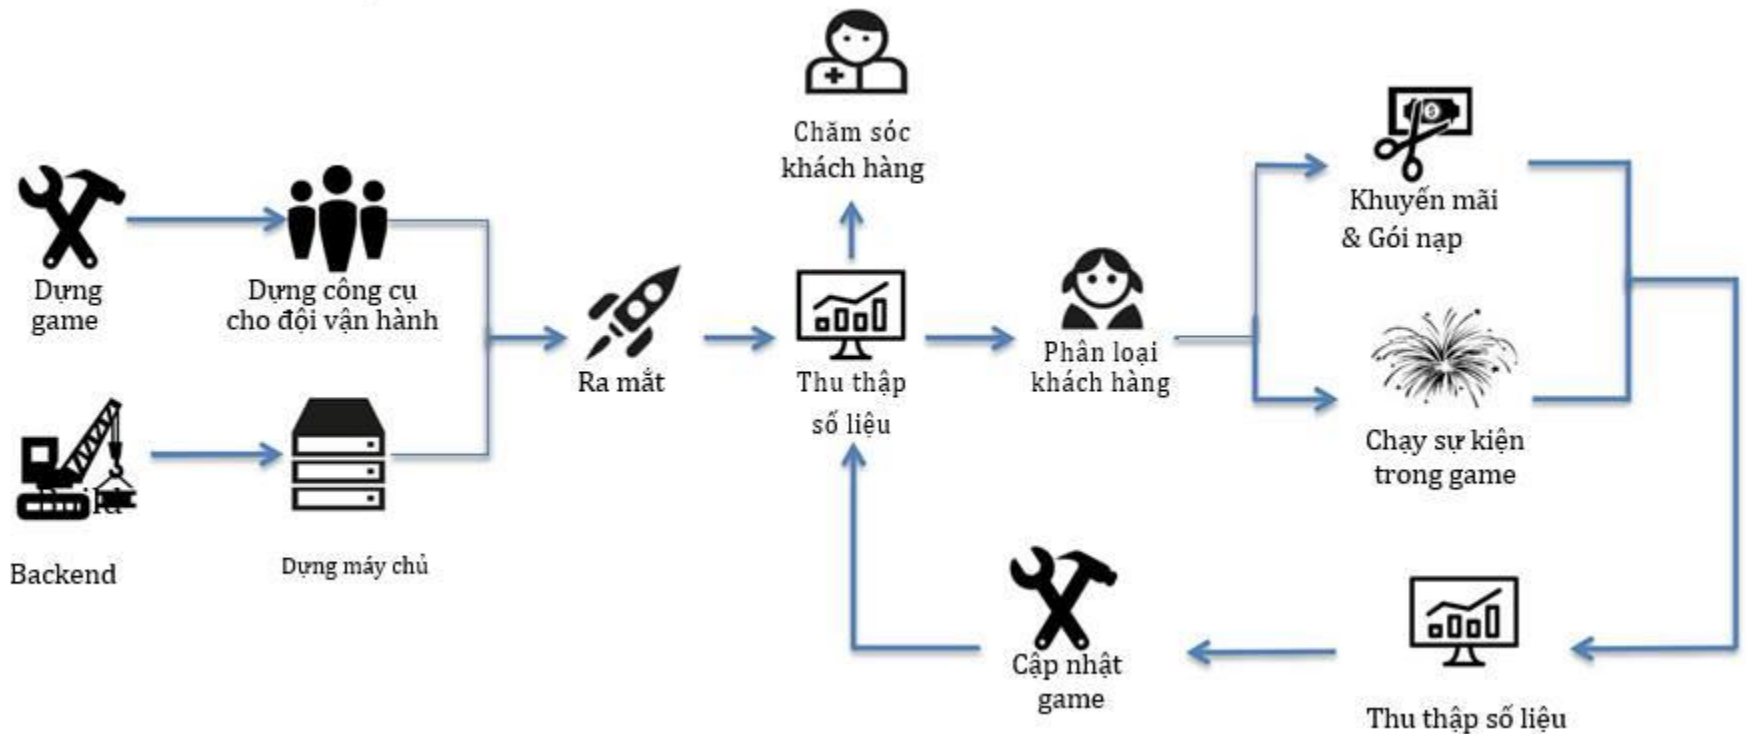 Chăm sóc
khách hàng
Khuyến mãi
& Gói nạp
Dựng
game
Dựng công cụ
cho đội vận hành
Ra mắt
Thu thập
số liệu
Phân loại
khách hàng
Chạy sự kiện
trong game
Backend
Dựng máy chủ
Cập nhật
game
Thu thập số liệu